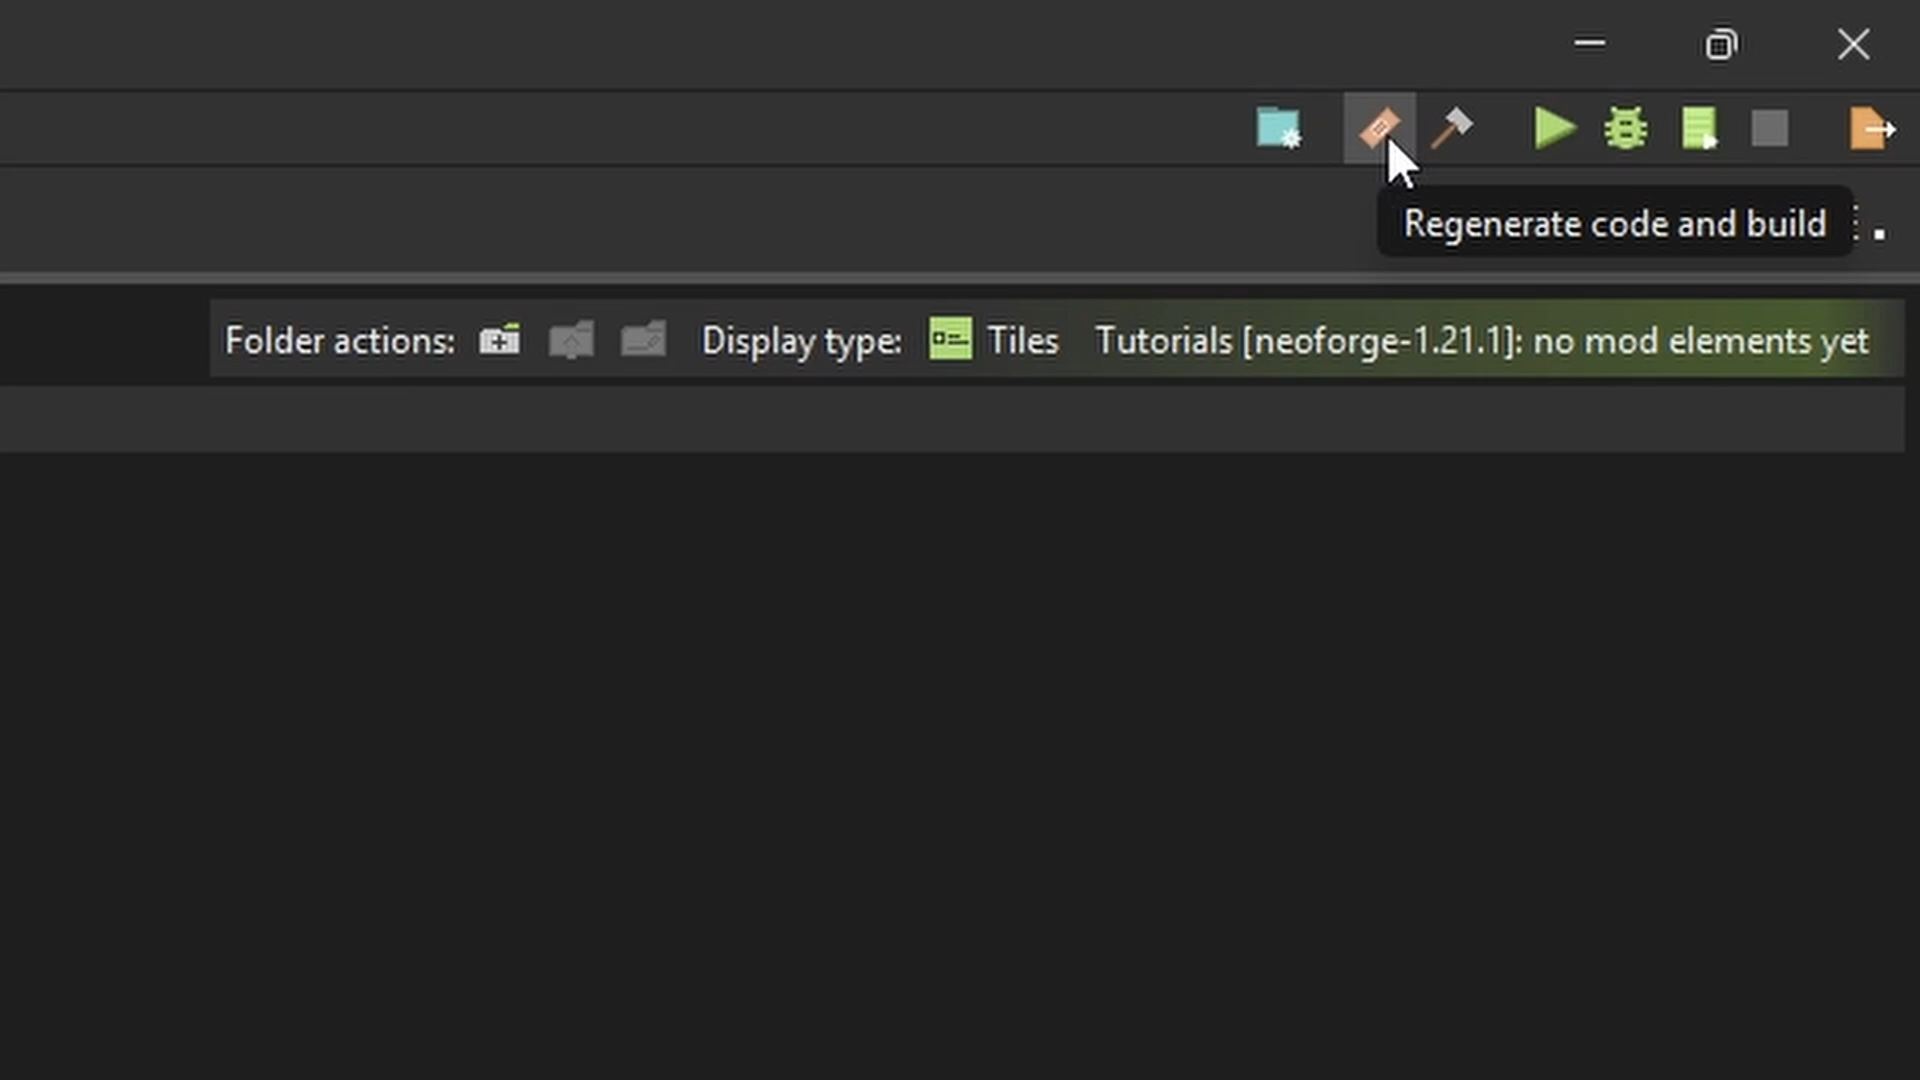 Regenerate code and build
Folder actions: Display type: Tiles Tutorials [neoforge-1.21.1]: no mod elements yet